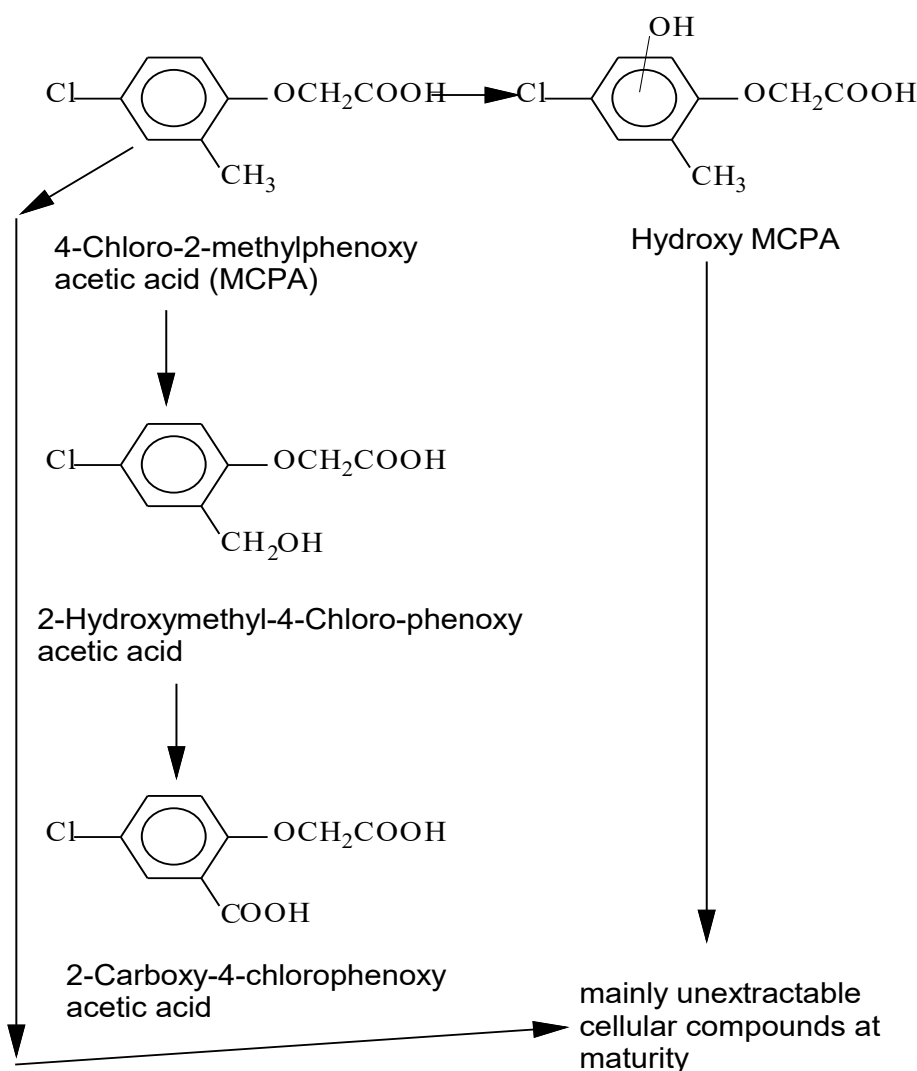 OH
Cl OCH₂COOH Cl OCH₂COOH
CH₃ CH₃
4-Chloro-2-methylphenoxy
acetic acid (MCPA)
Hydroxy MCPA
Cl OCH₂COOH
CH₂OH
2-Hydroxymethyl-4-Chloro-phenoxy
acetic acid
Cl OCH₂COOH
COOH
2-Carboxy-4-chlorophenoxy
acetic acid
mainly unextractable
cellular compounds at
maturity